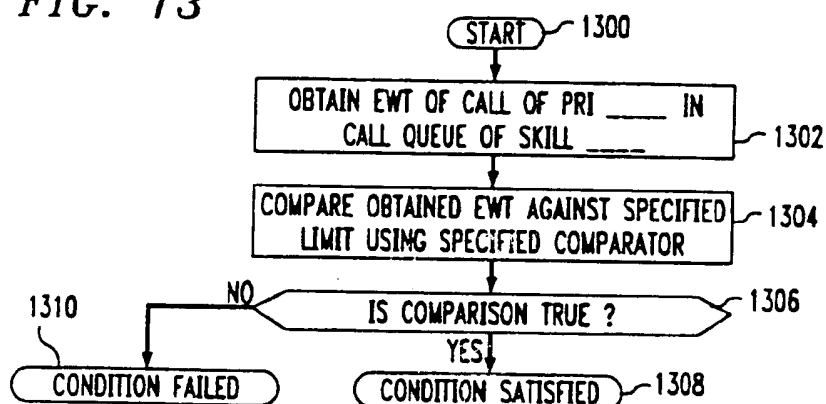 FIG. 13
START 1300
OBTAIN EWT OF CALL OF PRI ____ IN
CALL QUEUE OF SKILL ____
1302
COMPARE OBTAINED EWT AGAINST SPECIFIED
LIMIT USING SPECIFIED COMPARATOR
1304
IS COMPARISON TRUE ?
1306
NO
1310
YES
CONDITION FAILED
CONDITION SATISFIED
1308